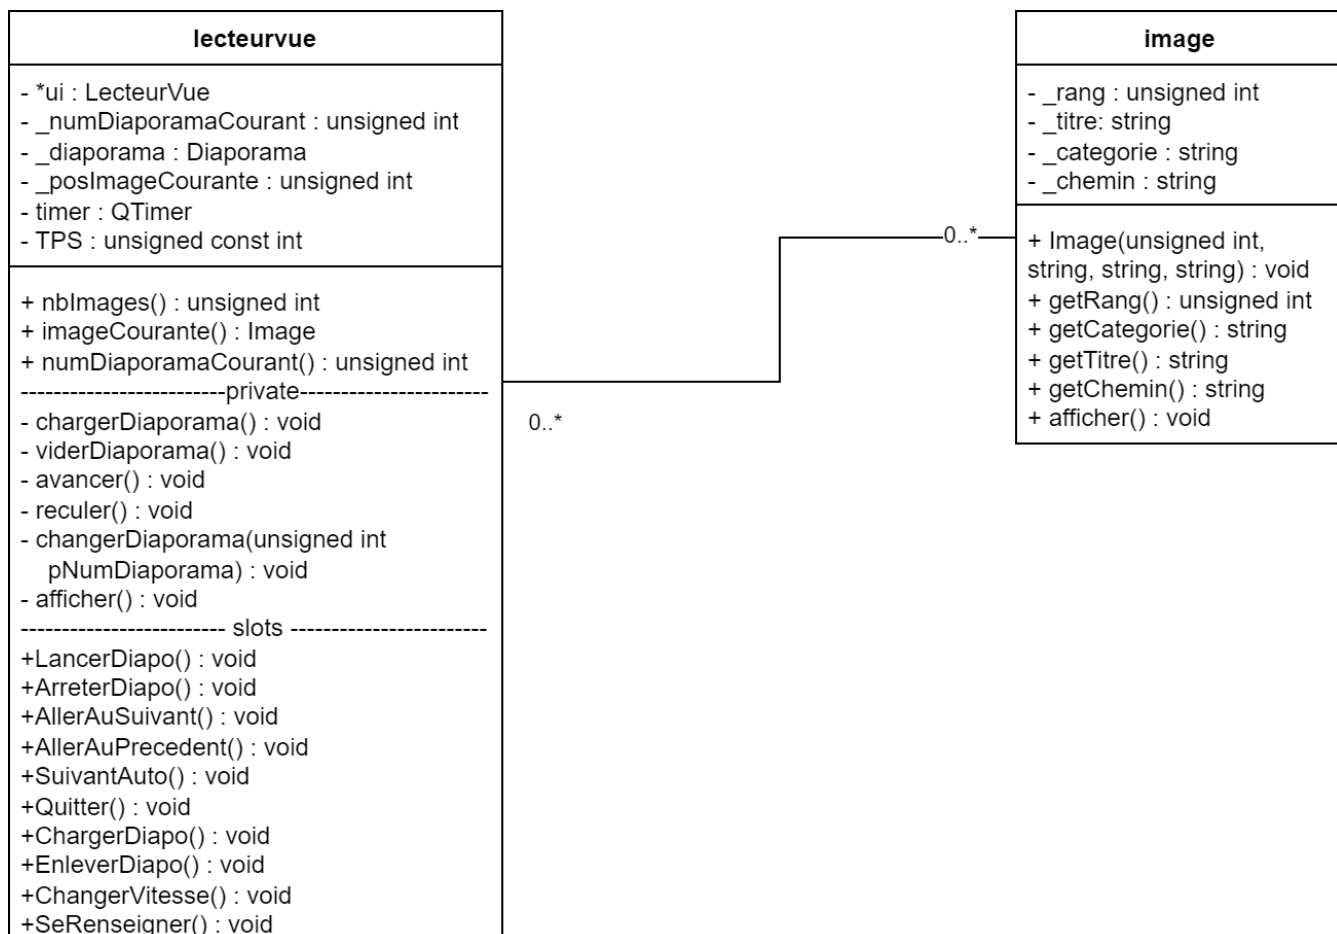 lecteurvue
- *ui : LecteurVue
- _numDiaporamaCourant : unsigned int
- _diaporama : Diaporama
- _posImageCourante : unsigned int
- timer : QTimer
- TPS : unsigned const int
+ nbImages() : unsigned int
+ imageCourante() : Image
+ numDiaporamaCourant() : unsigned int
-------------------------private-----------------------
- chargerDiaporama() : void
- viderDiaporama() : void
- avancer() : void
- reculer() : void
- changerDiaporama(unsigned int
pNumDiaporama) : void
- afficher() : void
------------------------- slots ------------------------
+LancerDiapo() : void
+ArreterDiapo() : void
+AllerAuSuivant() : void
+AllerAuPrecedent() : void
+SuivantAuto() : void
+Quitter() : void
+ChargerDiapo() : void
+EnleverDiapo() : void
+ChangerVitesse() : void
+SeRenseigner() : void
0..*
0..*
image
- _rang : unsigned int
- _titre: string
- _categorie : string
- _chemin : string
+ Image(unsigned int,
string, string, string) : void
+ getRang() : unsigned int
+ getCategorie() : string
+ getTitre() : string
+ getChemin() : string
+ afficher() : void